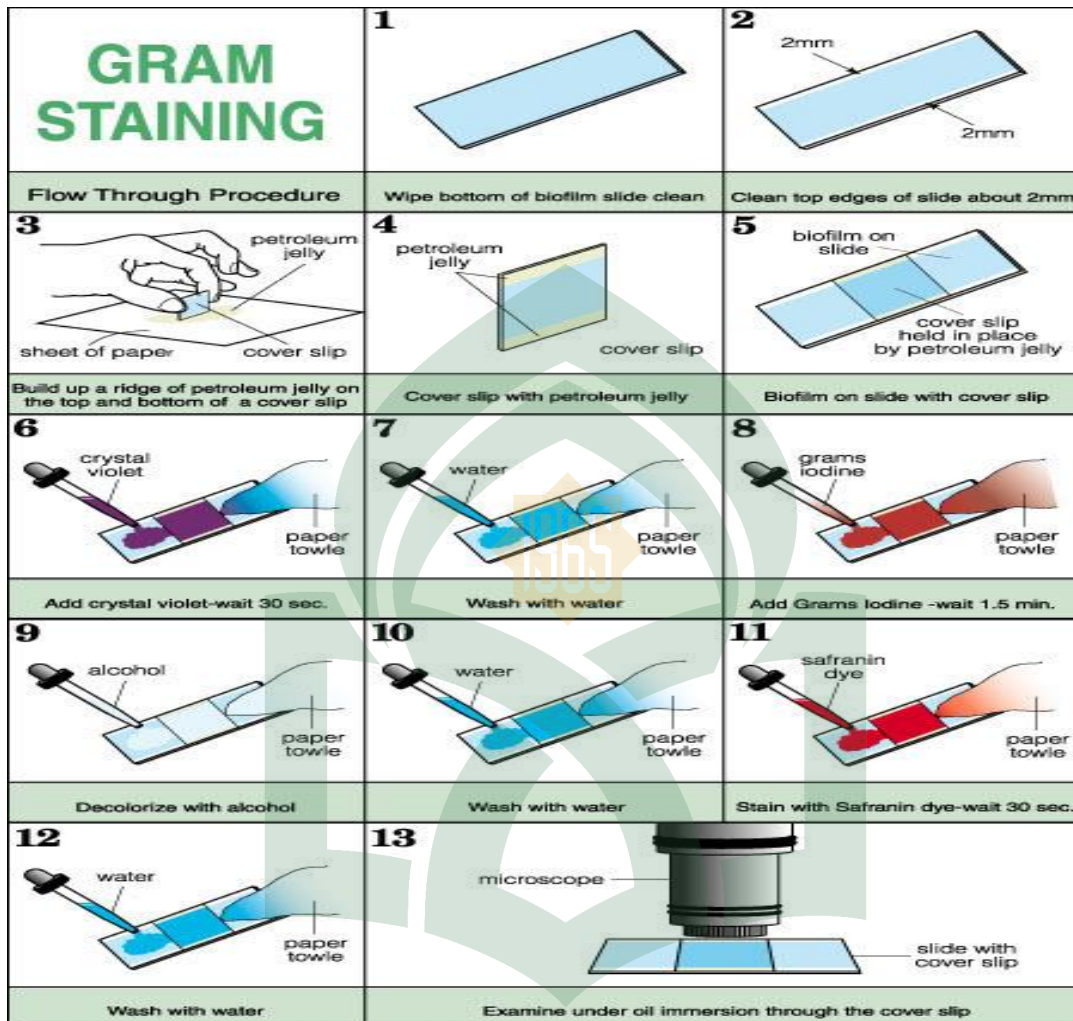 GRAM
STAINING
Flow Through Procedure
1
Wipe bottom of biofilm slide clean
2
2mm
2mm
Clean top edges of slide about 2mm
3
petroleum
jelly
sheet of paper
cover slip
Build up a ridge of petroleum jelly on
the top and bottom of a cover slip
4
petroleum
jelly
cover slip
Cover slip with petroleum jelly
5
biofilm on
slide
cover slip
held in place
by petroleum jelly
Biofilm on slide with cover slip
6
crystal
violet
paper
towle
Add crystal violet-wait 30 sec.
7
water
paper
towle
Wash with water
8
grams
iodine
paper
towle
Add Grams Iodine -wait 1.5 min.
9
alcohol
paper
towle
Decolorize with alcohol
10
water
paper
towle
Wash with water
11
safranin
dye
paper
towle
Stain with Safranin dye-wait 30 sec.
12
water
paper
towle
Wash with water
13
microscope
slide with
cover slip
Examine under oil immersion through the cover slip
1965